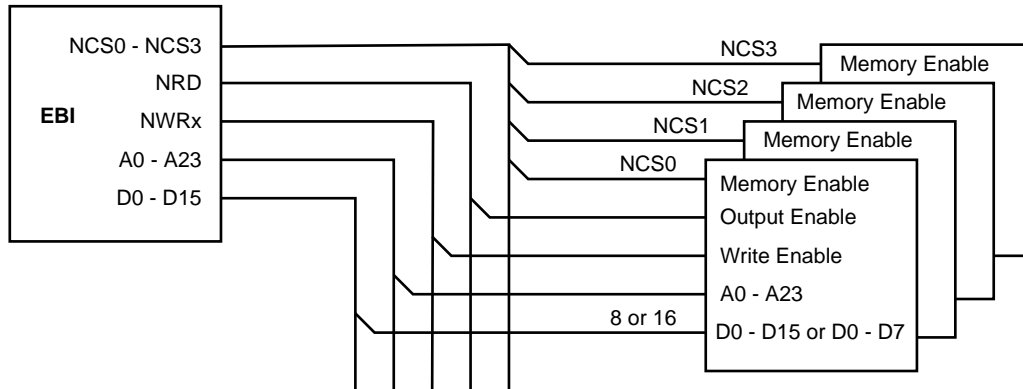 NCS0 - NCS3
NRD
EBI
NWRx
A0 - A23
D0 - D15
NCS3
Memory Enable
NCS2
Memory Enable
NCS1
Memory Enable
NCS0
Memory Enable
Output Enable
Write Enable
A0 - A23
8 or 16
D0 - D15 or D0 - D7